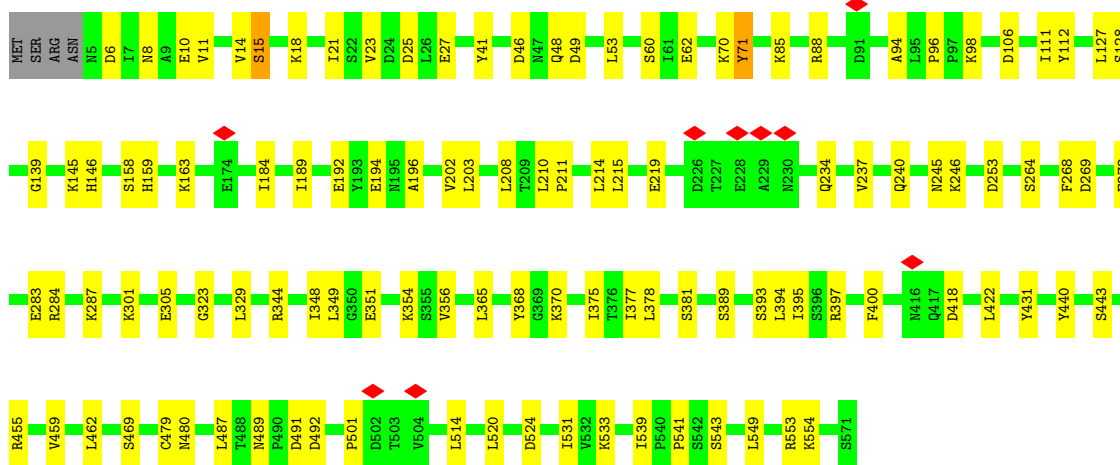 MET SER ARG ASN N5 D6 I7 N8 A9 E10 V11 V14 S15 K18 I21 S22 V23 D24 D25 L26 E27 Y41 D46 N47 Q48 D49 L53 S60 I61 E62 K70 Y71 K85 R88 D91 A94 L95 P96 P97 K98 D106 I111 Y112 L127
G139 K145 H146 S158 H159 K163 E174 I184 I189 E192 Y193 E194 N195 A196 V202 L203 L208 T209 L210 P211 L214 L215 E219 D226 T227 E228 A229 N230 Q234 V237 Q240 N245 K246 D253 S264 F268 D269
E283 R284 K287 K301 E305 G323 L329 R344 I348 L349 G350 E351 K354 S355 V356 L365 Y368 G369 K370 I375 T376 I377 L378 S381 S389 S393 L394 I395 S396 R397 F400 N416 Q417 D418 L422 Y431 Y440 S443
R455 V459 L462 S469 C479 N480 L487 T488 N489 P490 D491 D492 P501 D502 T503 V504 L514 L520 D524 I531 V532 K533 I539 P540 P541 S542 S543 L549 R553 K554 S571